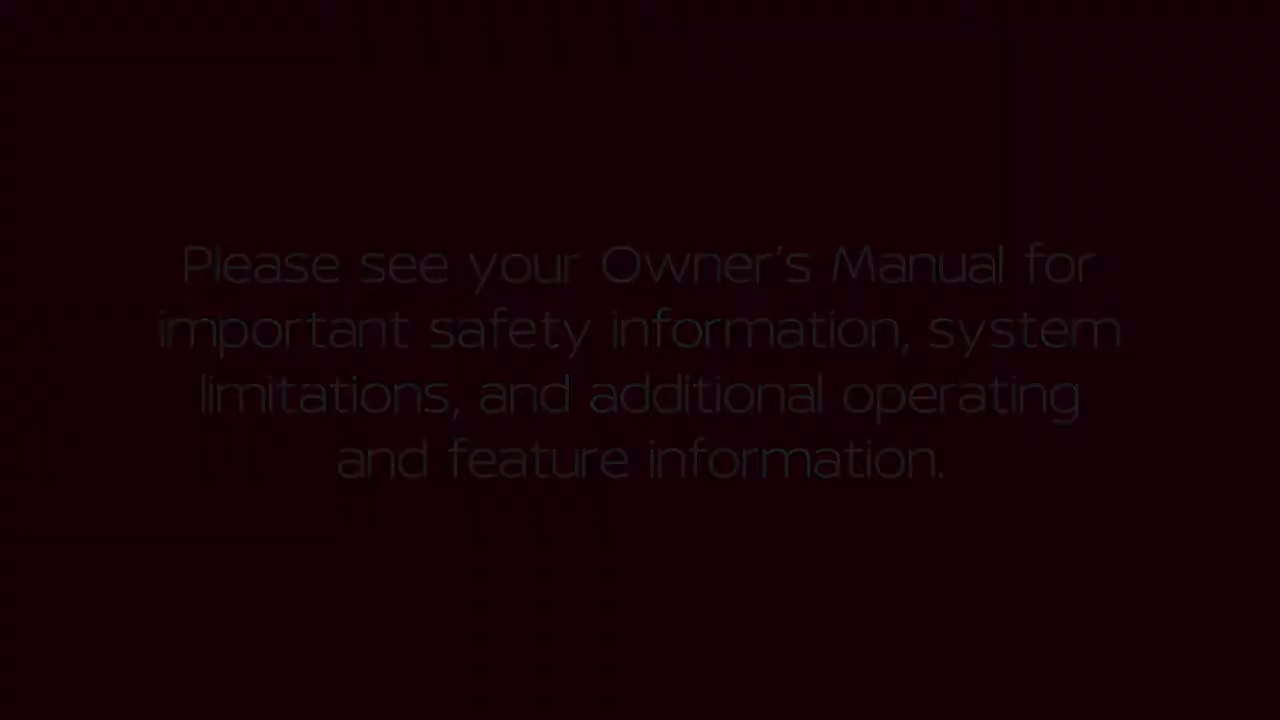 Please see your Owner's Manual for
important safety information, system
limitations, and additional operating
and feature information.